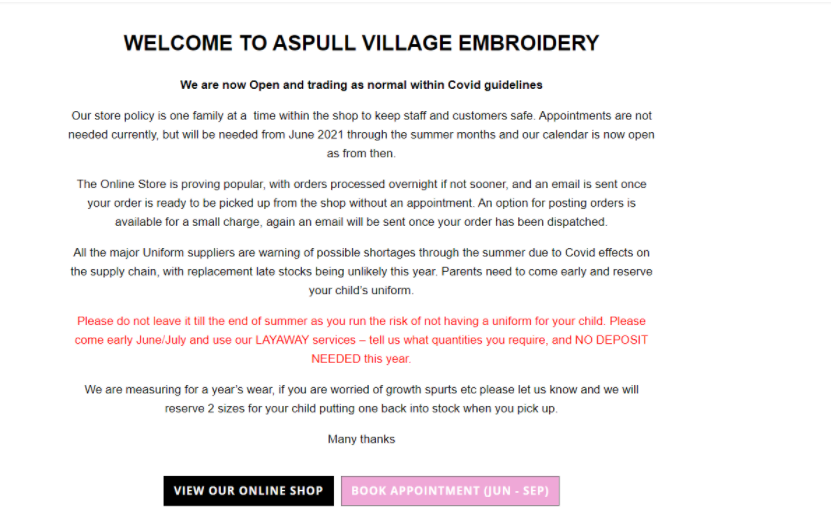 WELCOME TO ASPULL VILLAGE EMBROIDERY
We are now Open and trading as normal within Covid guidelines
Our store policy is one family at a time within the shop to keep staff and customers safe. Appointments are not
needed currently, but will be needed from June 2021 through the summer months and our calendar is now open
as from then.
The Online Store is proving popular, with orders processed overnight if not sooner, and an email is sent once
your order is ready to be picked up from the shop without an appointment. An option for posting orders is
available for a small charge, again an email will be sent once your order has been dispatched.
All the major Uniform suppliers are warning of possible shortages through the summer due to Covid effects on
the supply chain, with replacement late stocks being unlikely this year. Parents need to come early and reserve
your child's uniform.
Please do not leave it till the end of summer as you run the risk of not having a uniform for your child. Please
come early June/July and use our LAYAWAY services – tell us what quantities you require, and NO DEPOSIT
NEEDED this year.
We are measuring for a year's wear, if you are worried of growth spurts etc please let us know and we will
reserve 2 sizes for your child putting one back into stock when you pick up.
Many thanks
VIEW OUR ONLINE SHOP
BOOK APPOINTMENT (JUN - SEP)